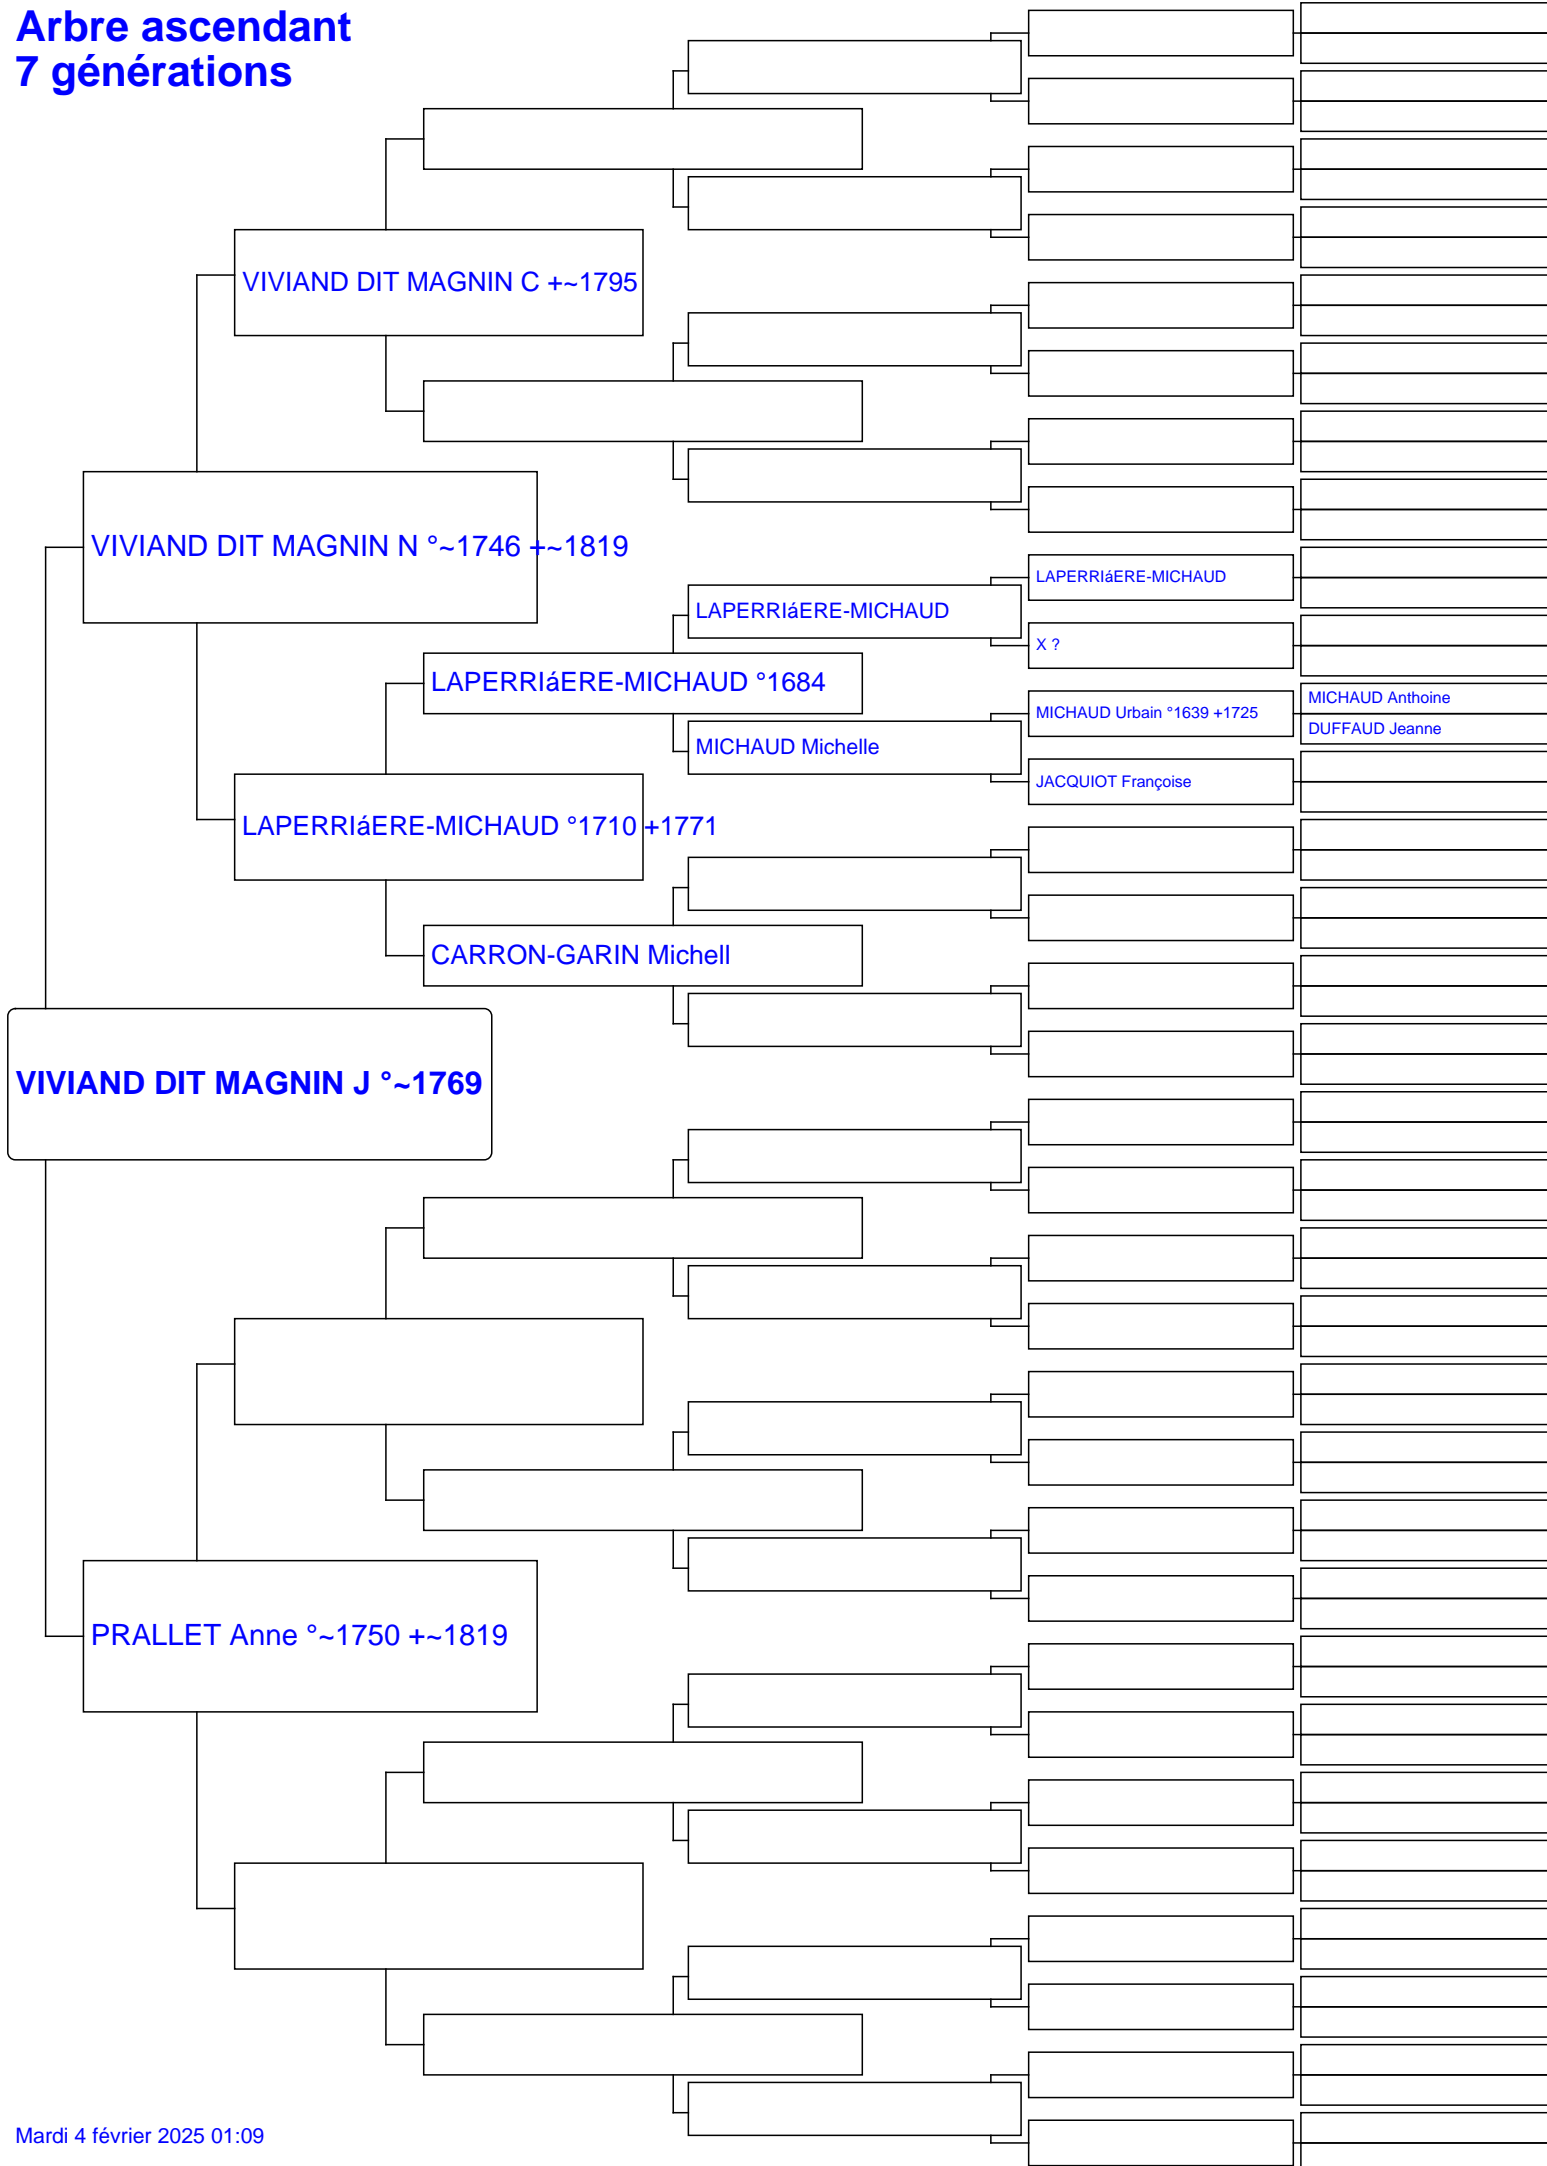 Arbre ascendant
7 générations
VIVIAND DIT MAGNIN C +~1795
VIVIAND DIT MAGNIN N °~1746 +~1819
LAPERRIáERE-MICHAUD
LAPERRIáERE-MICHAUD
X ?
LAPERRIáERE-MICHAUD °1684
MICHAUD Anthoine
MICHAUD Urbain °1639 +1725
DUFFAUD Jeanne
MICHAUD Michelle
JACQUIOT Françoise
LAPERRIáERE-MICHAUD °1710 +1771
CARRON-GARIN Michell
VIVIAND DIT MAGNIN J °~1769
PRALLET Anne °~1750 +~1819
Mardi 4 février 2025 01:09